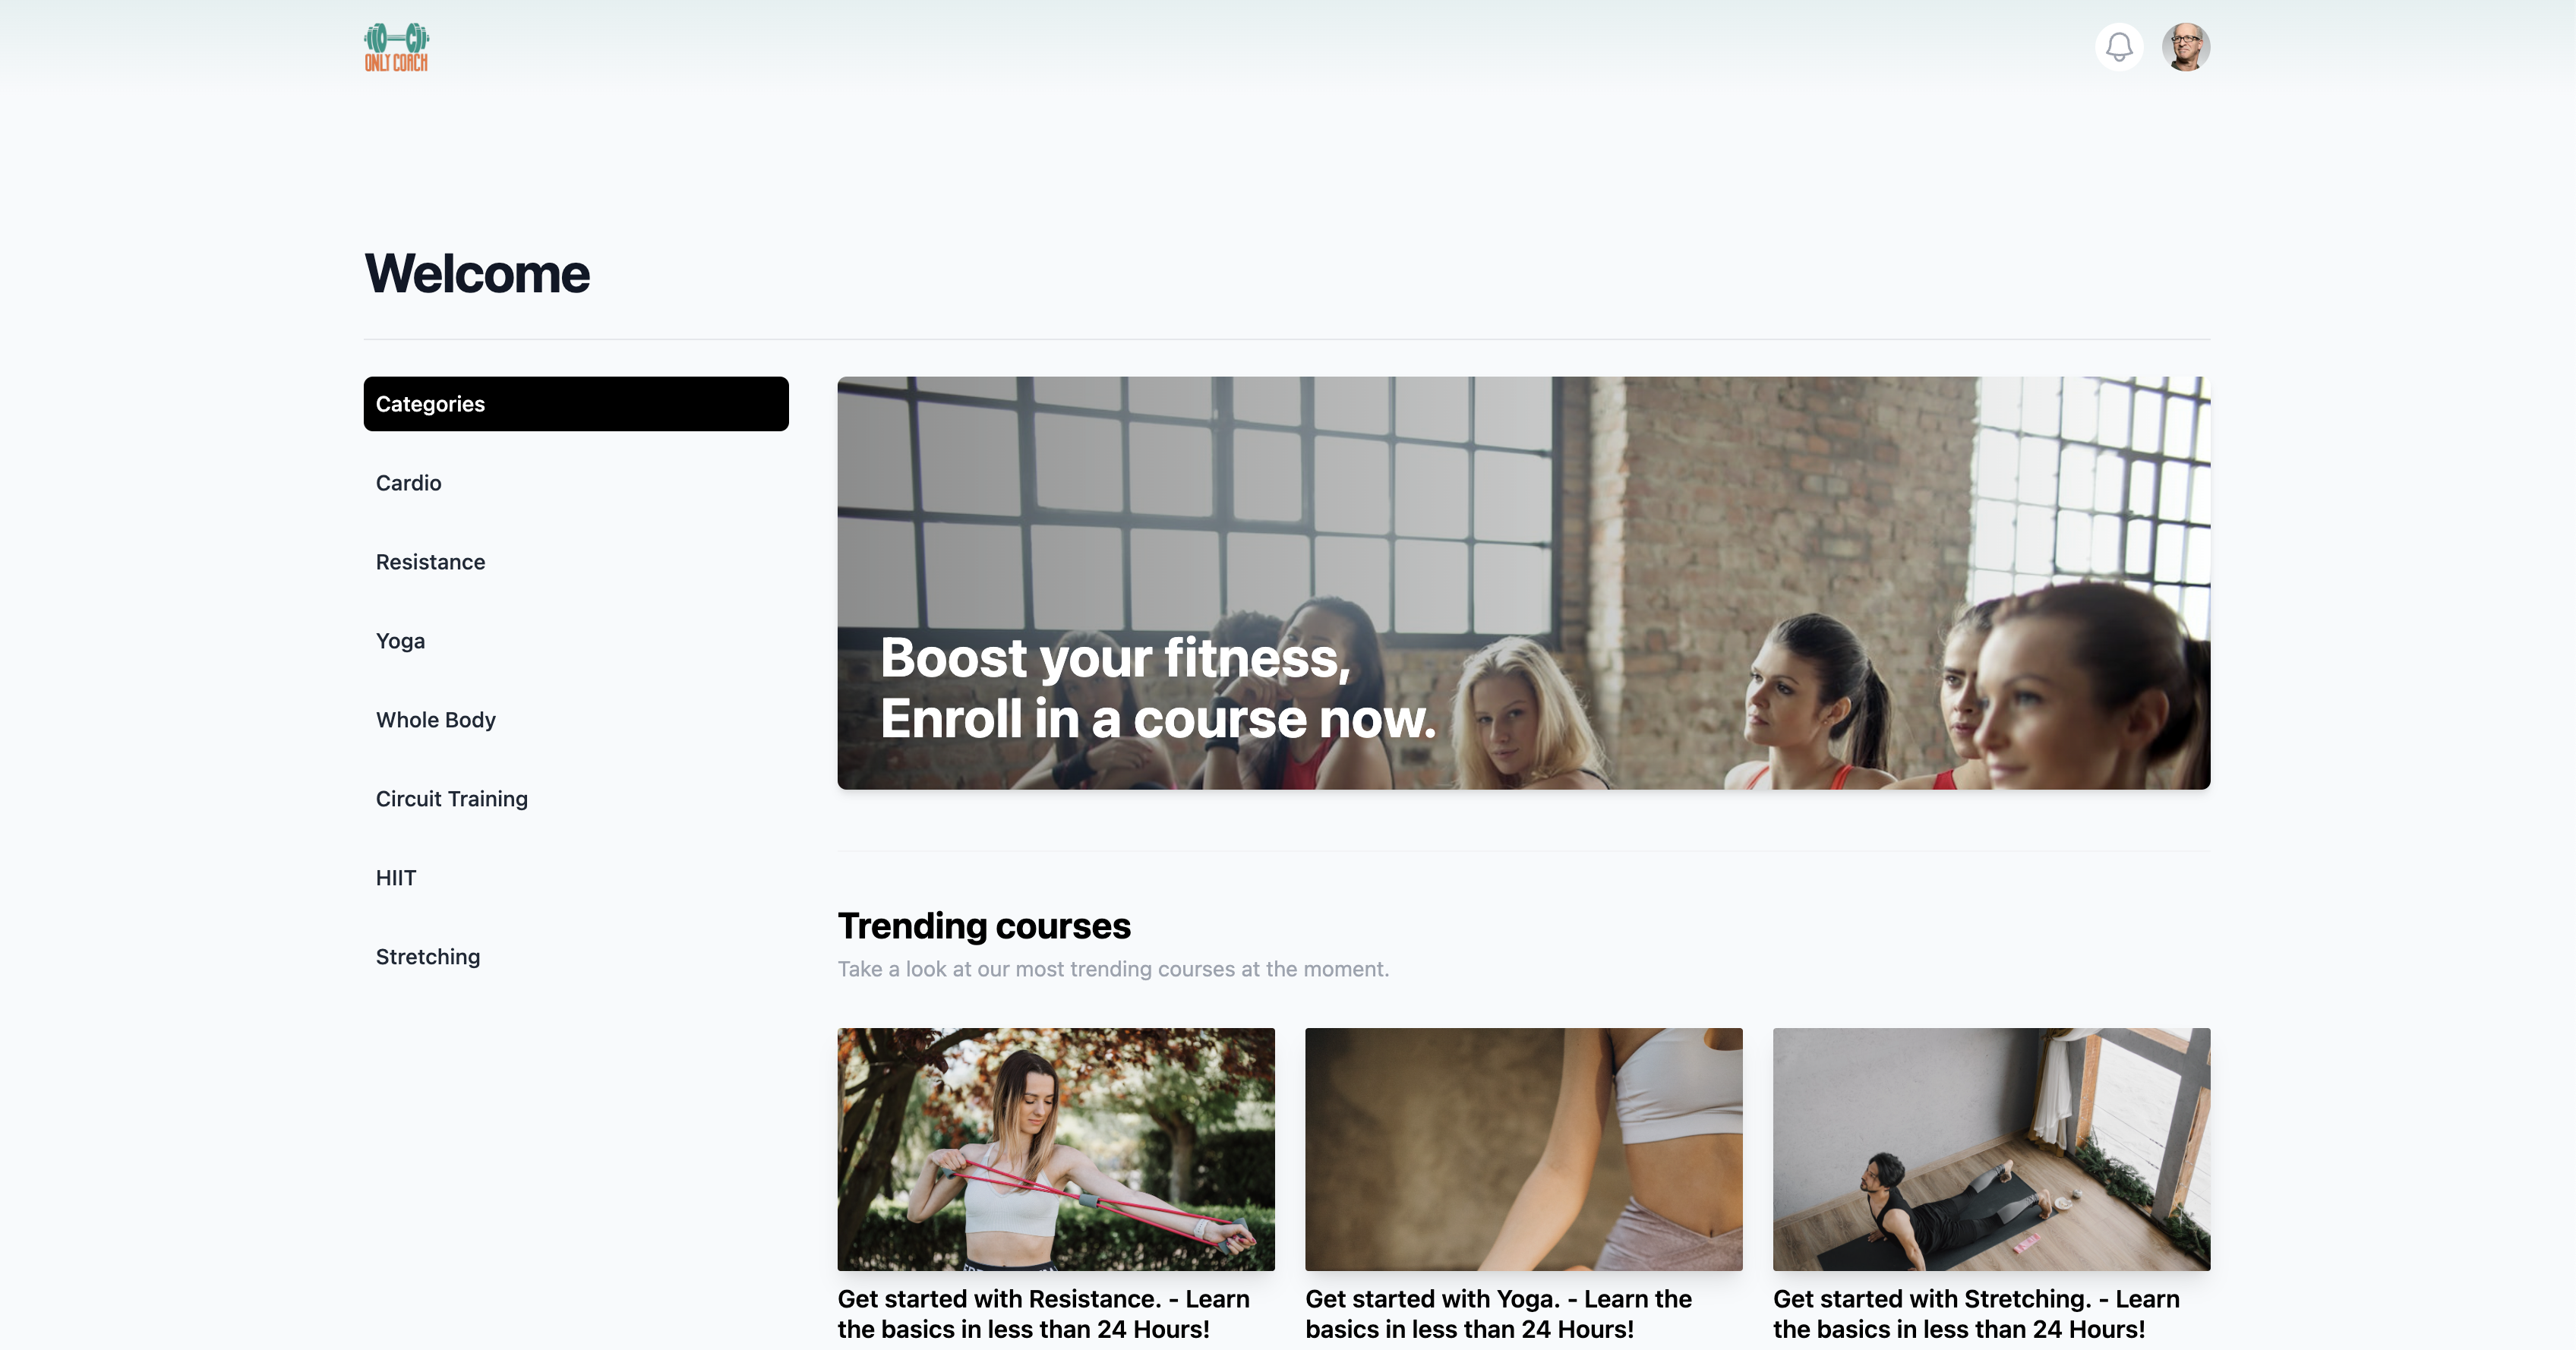 ONLY COACH
Welcome
Categories
Cardio
Resistance
Yoga
Whole Body
Circuit Training
HIIT
Stretching
Boost your fitness,
Enroll in a course now.
Trending courses
Take a look at our most trending courses at the moment.
Get started with Resistance. - Learn
the basics in less than 24 Hours!
Get started with Yoga. - Learn the
basics in less than 24 Hours!
Get started with Stretching. - Learn
the basics in less than 24 Hours!